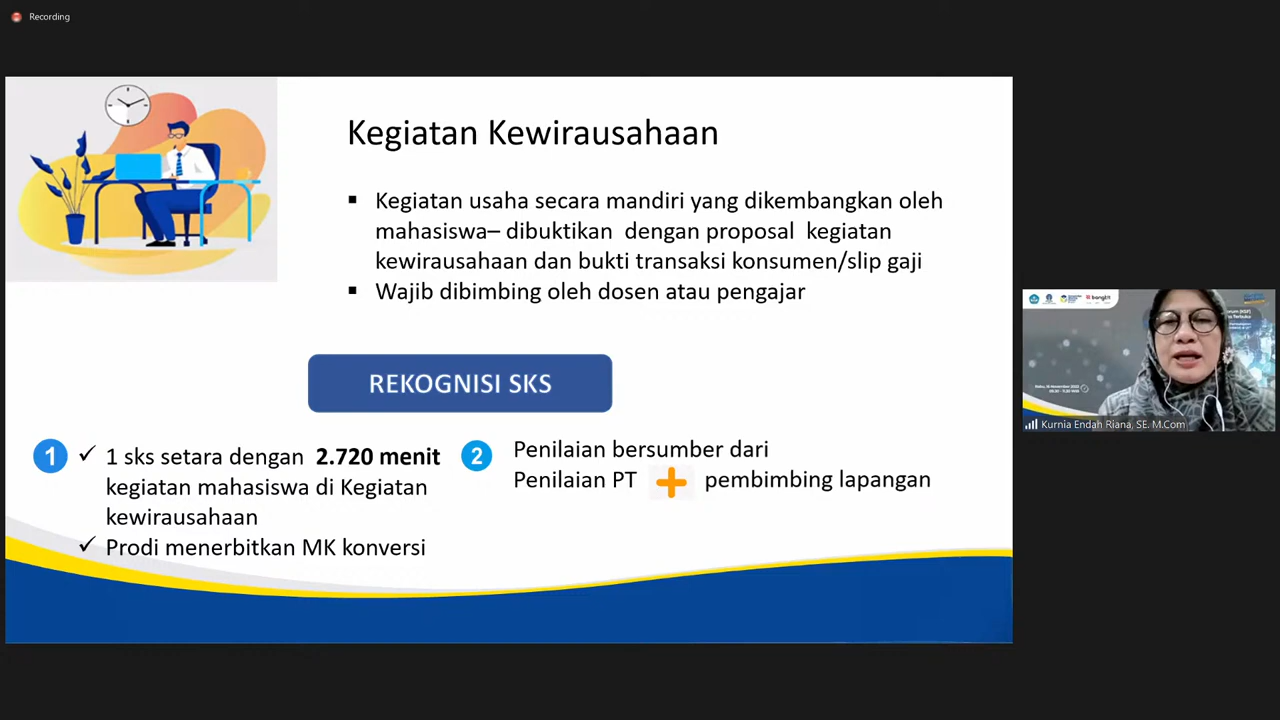 Recording
Kegiatan Kewirausahaan
Kegiatan usaha secara mandiri yang dikembangkan oleh
mahasiswa– dibuktikan dengan proposal kegiatan
kewirausahaan dan bukti transaksi konsumen/slip gaji
Wajib dibimbing oleh dosen atau pengajar
REKOGNISI SKS
1
✓ 1 sks setara dengan 2.720 menit
kegiatan mahasiswa di Kegiatan
kewirausahaan
✓ Prodi menerbitkan MK konversi
2
Penilaian bersumber dari
Penilaian PT + pembimbing lapangan
Kurnia Endah Riana, SE. M.Com